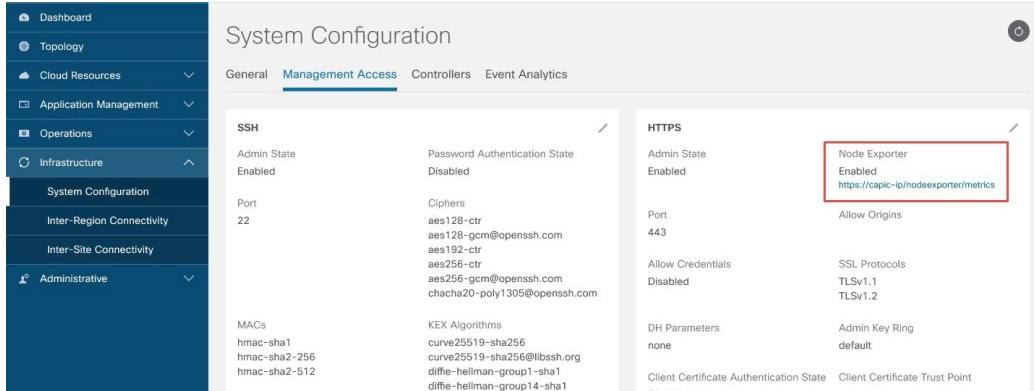 Dashboard
Topology
Cloud Resources
Application Management
Operations
Infrastructure
System Configuration
Inter-Region Connectivity
Inter-Site Connectivity
Administrative
System Configuration
General Management Access Controllers Event Analytics
SSH
Admin State Password Authentication State
Enabled Disabled
Port Ciphers
22 aes128-ctr
aes128-gcm@openssh.com
aes192-ctr
aes256-ctr
aes256-gcm@openssh.com
chacha20-poly1305@openssh.com
MACs KEX Algorithms
hmac-sha1 curve25519-sha256
hmac-sha2-256 curve25519-sha256@libssh.org
hmac-sha2-512 diffie-hellman-group1-sha1
diffie-hellman-group14-sha1
HTTPS
Admin State Node Exporter
Enabled Enabled
https://capic-ip/nodeexporter/metrics
Port Allow Origins
443
Allow Credentials SSL Protocols
Disabled TLSv1.1
TLSv1.2
DH Parameters Admin Key Ring
none default
Client Certificate Authentication State Client Certificate Trust Point